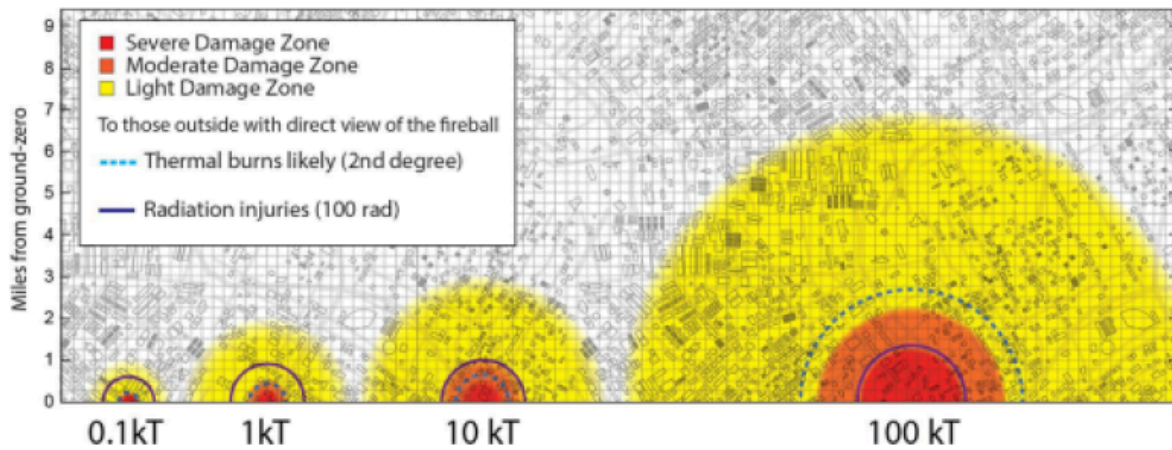 9
8
7
6
5
4
3
2
1
0
Miles from ground-zero
Severe Damage Zone
Moderate Damage Zone
Light Damage Zone
To those outside with direct view of the fireball
Thermal burns likely (2nd degree)
Radiation injuries (100 rad)
0.1kT 1kT 10 kT 100 kT